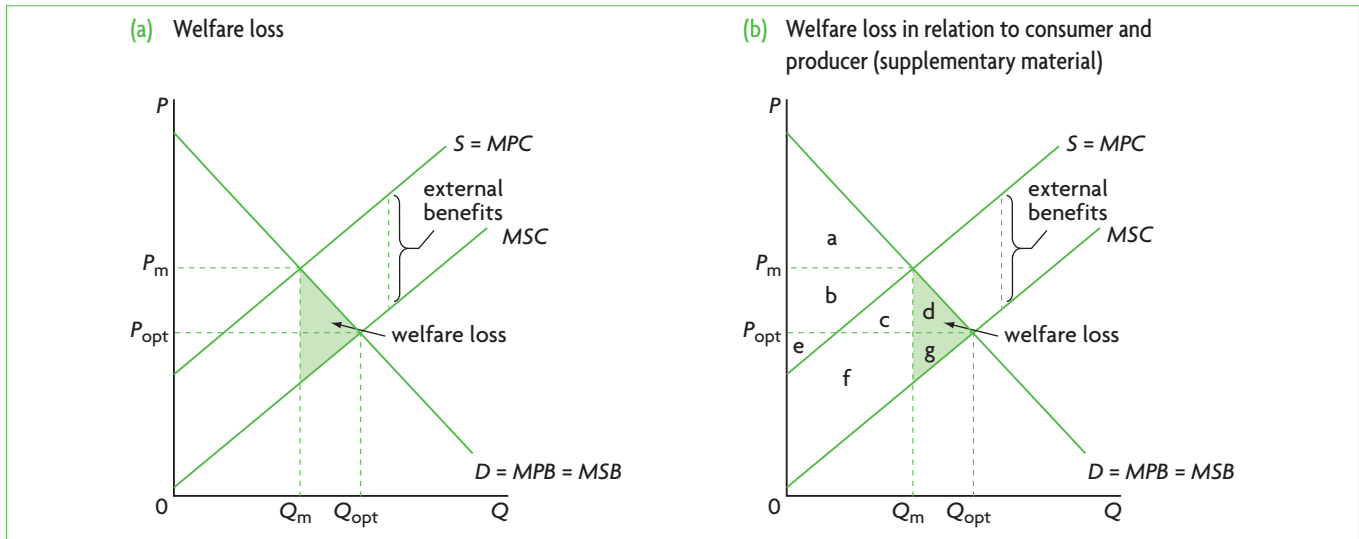 (a) Welfare loss
P
S = MPC
external
benefits
MSC
Pm
Popt
welfare loss
D = MPB = MSB
0
Qm
Qopt
Q
(b) Welfare loss in relation to consumer and
producer (supplementary material)
P
S = MPC
external
benefits
MSC
a
Pm
b
d
c
Popt
welfare loss
e
g
f
D = MPB = MSB
0
Qm
Qopt
Q